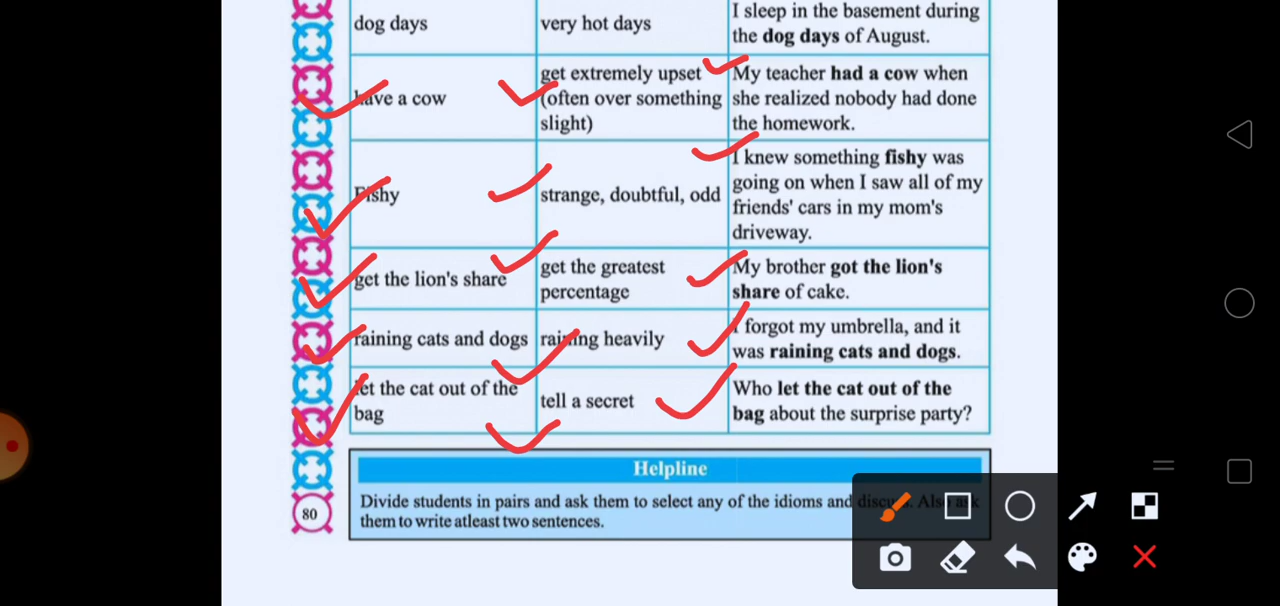 dog days
very hot days
I sleep in the basement during
the dog days of August.
have a cow
get extremely upset
(often over something
slight)
My teacher had a cow when
she realized nobody had done
the homework.
Fishy
strange, doubtful, odd
I knew something fishy was
going on when I saw all of my
friends' cars in my mom's
driveway.
get the lion's share
get the greatest
percentage
My brother got the lion's
share of cake.
raining cats and dogs
raining heavily
I forgot my umbrella, and it
was raining cats and dogs.
let the cat out of the
bag
tell a secret
Who let the cat out of the
bag about the surprise party?
Helpline
Divide students in pairs and ask them to select any of the idioms and discuss. Also ask
them to write atleast two sentences.
80